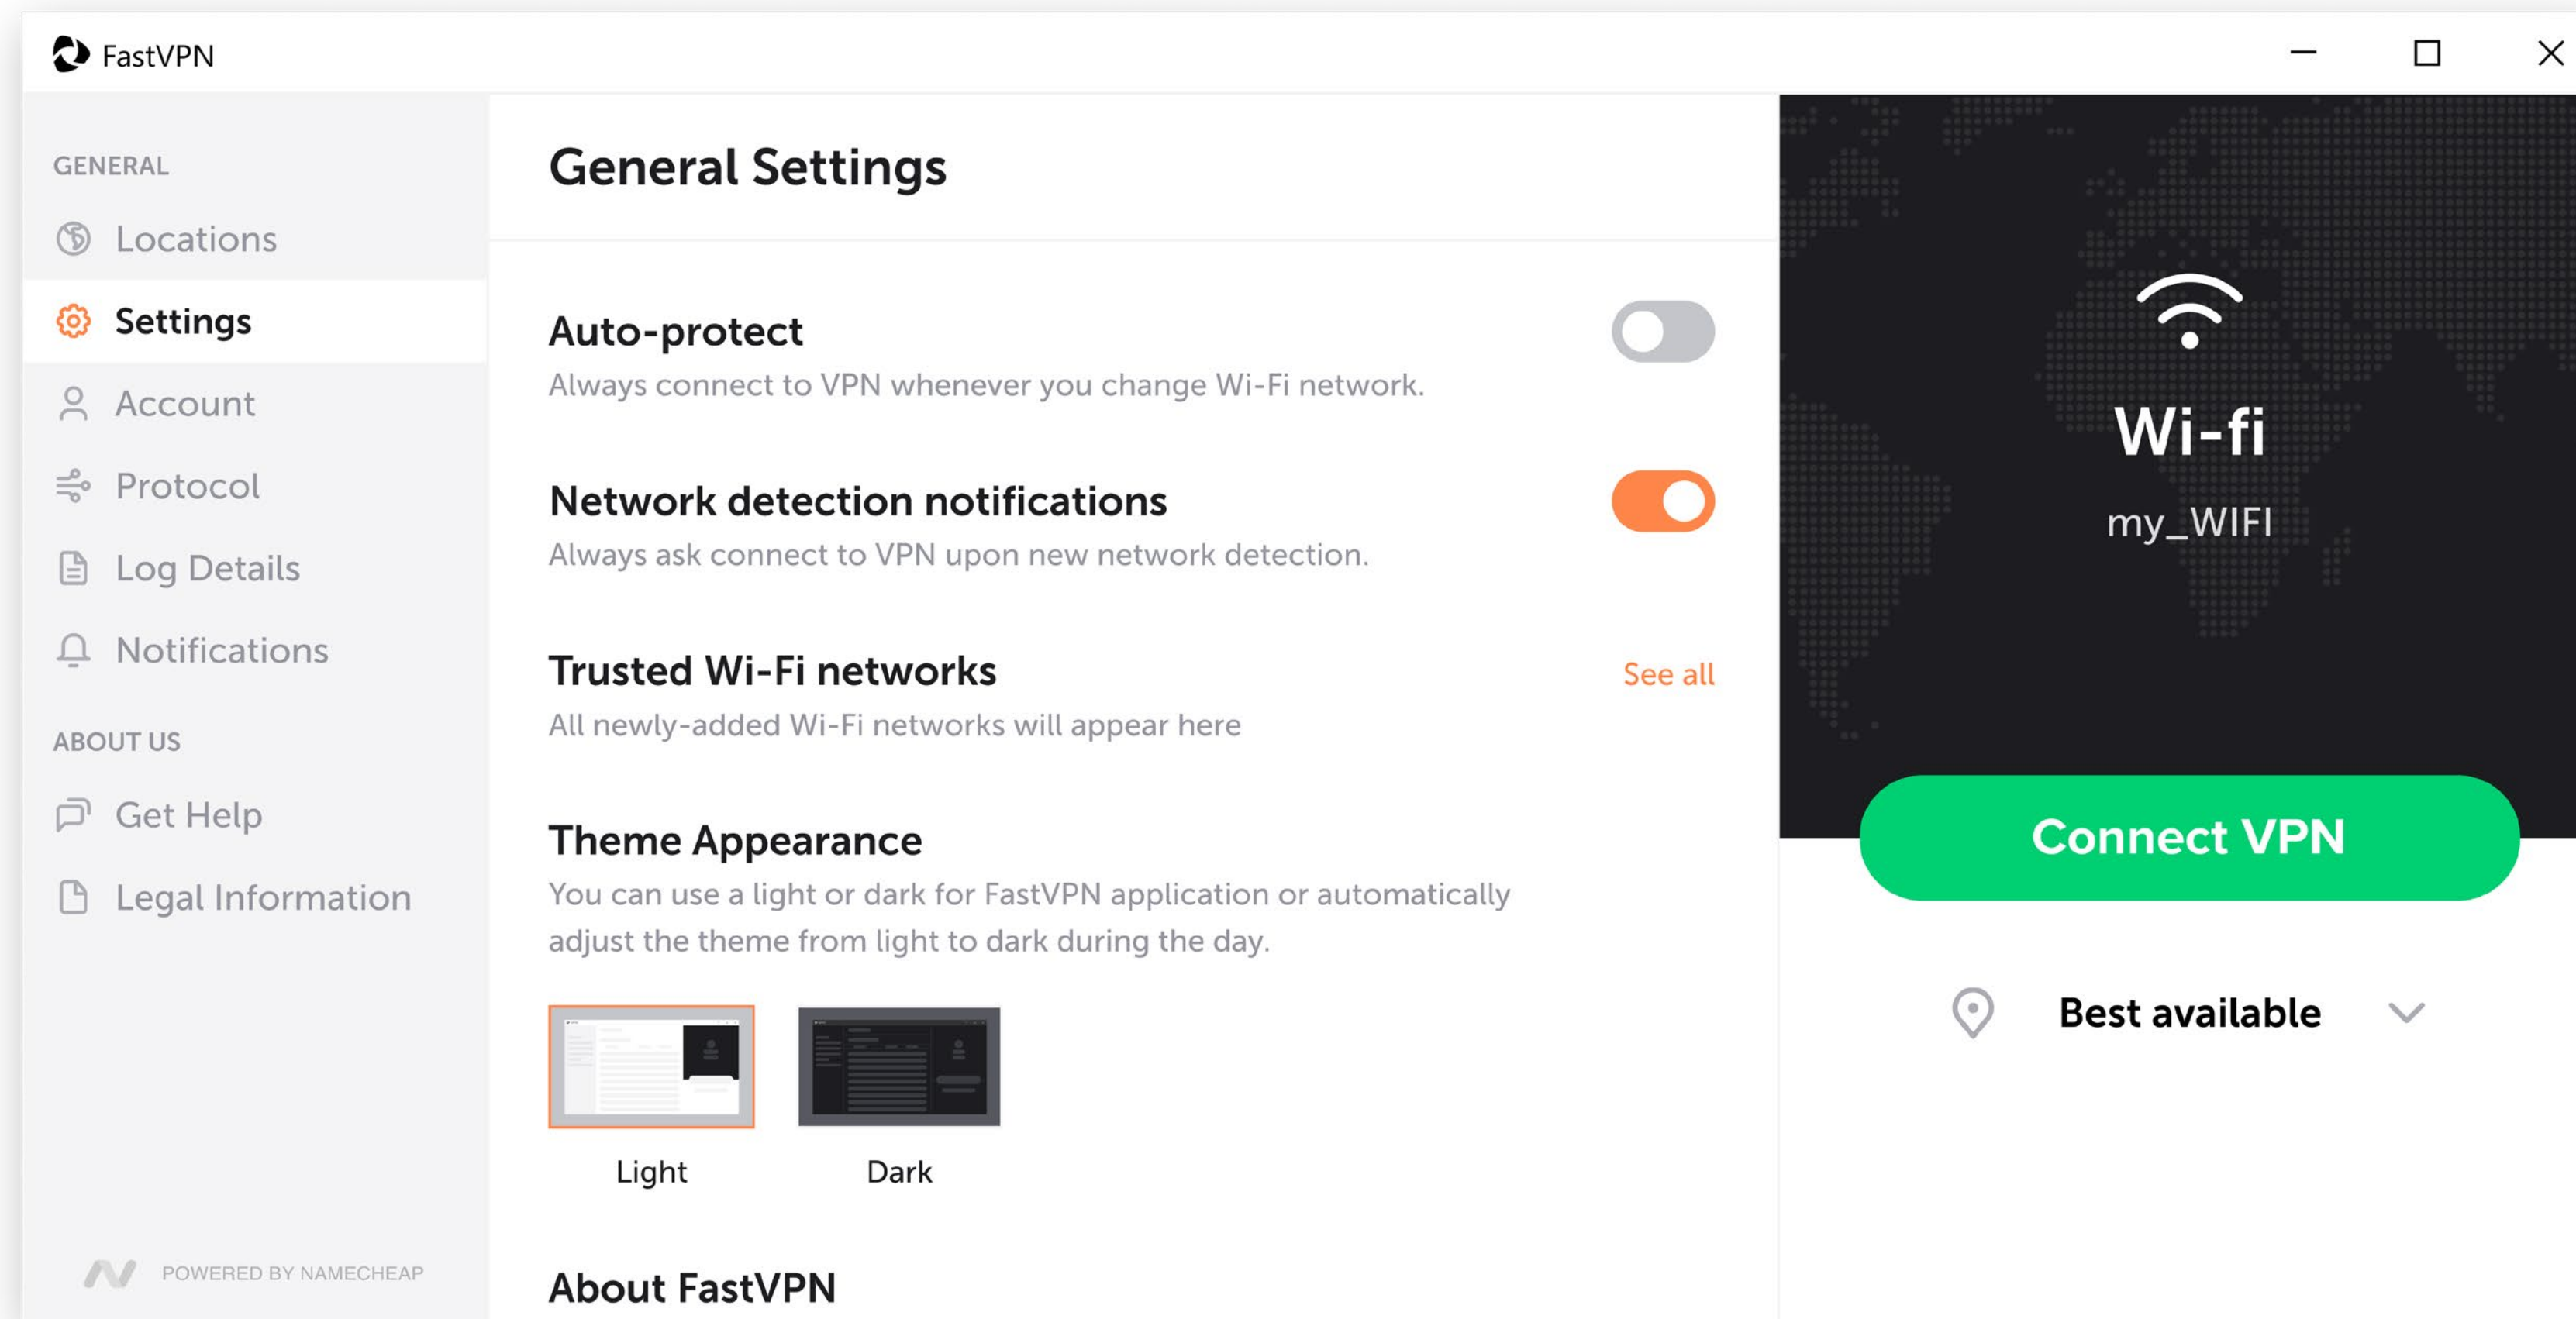 FastVPN
GENERAL
Locations
Settings
Account
Protocol
Log Details
Notifications
ABOUT US
Get Help
Legal Information
POWERED BY NAMECHEAP
General Settings
Auto-protect
Always connect to VPN whenever you change Wi-Fi network.
Network detection notifications
Always ask connect to VPN upon new network detection.
Trusted Wi-Fi networks
See all
All newly-added Wi-Fi networks will appear here
Theme Appearance
You can use a light or dark for FastVPN application or automatically
adjust the theme from light to dark during the day.
Light
Dark
About FastVPN
Wi-fi
my_WIFI
Connect VPN
Best available